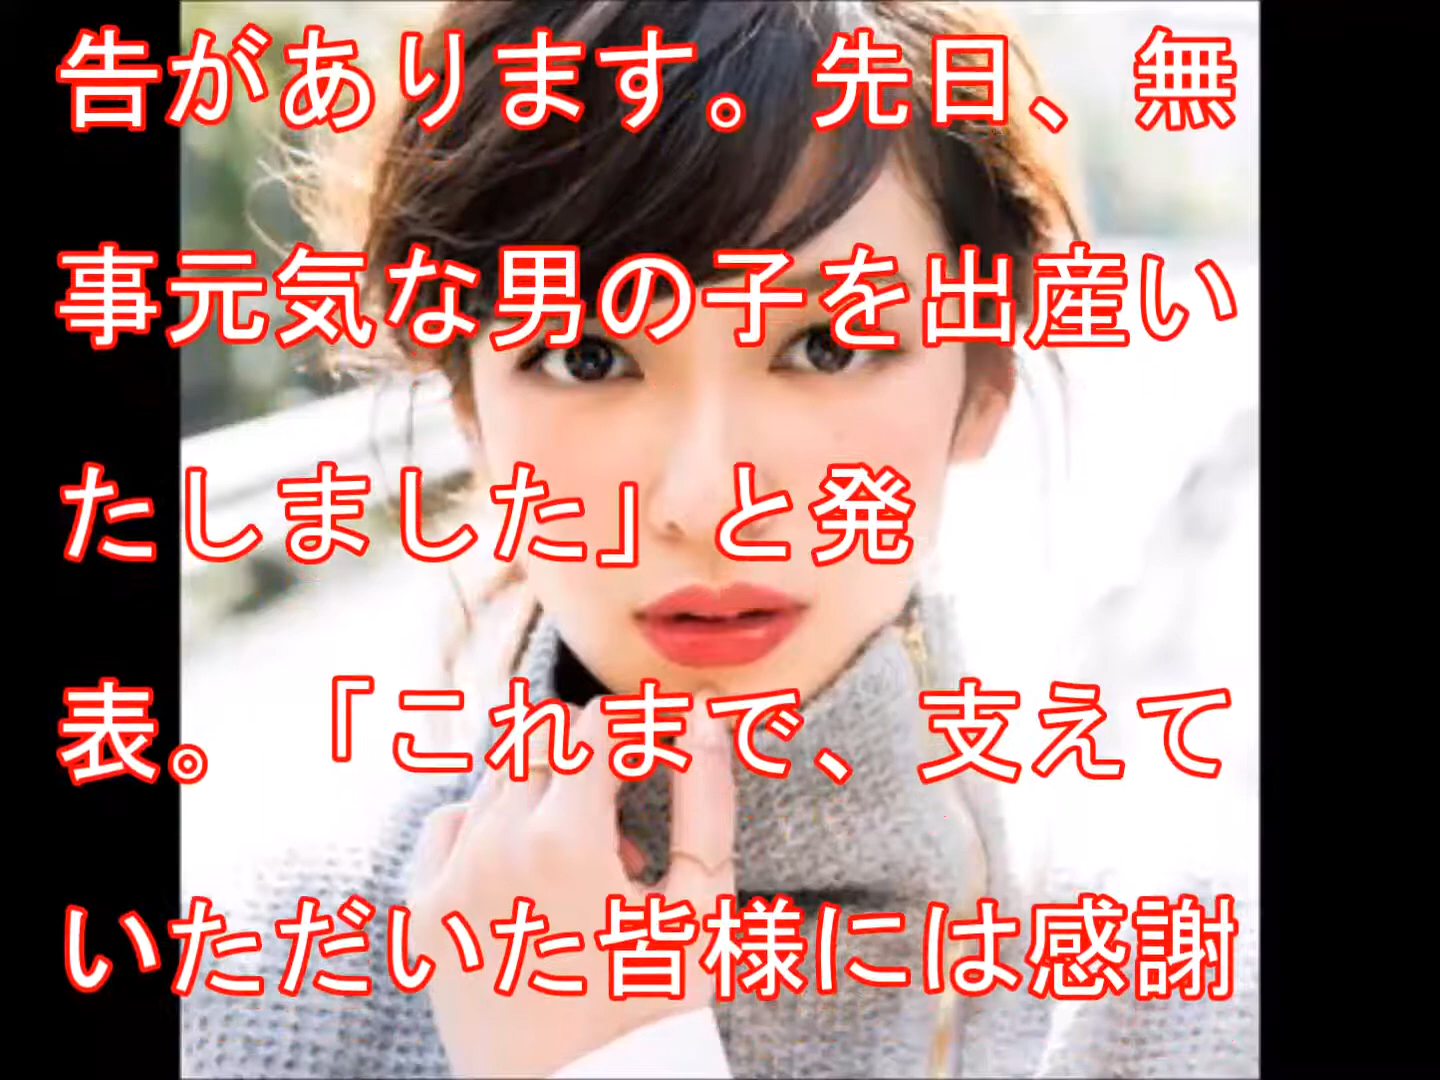 告があります。先日、無
事元気な男の子を出産い
たしました」と発
表。「これまで、支えて
いただいた皆様には感謝